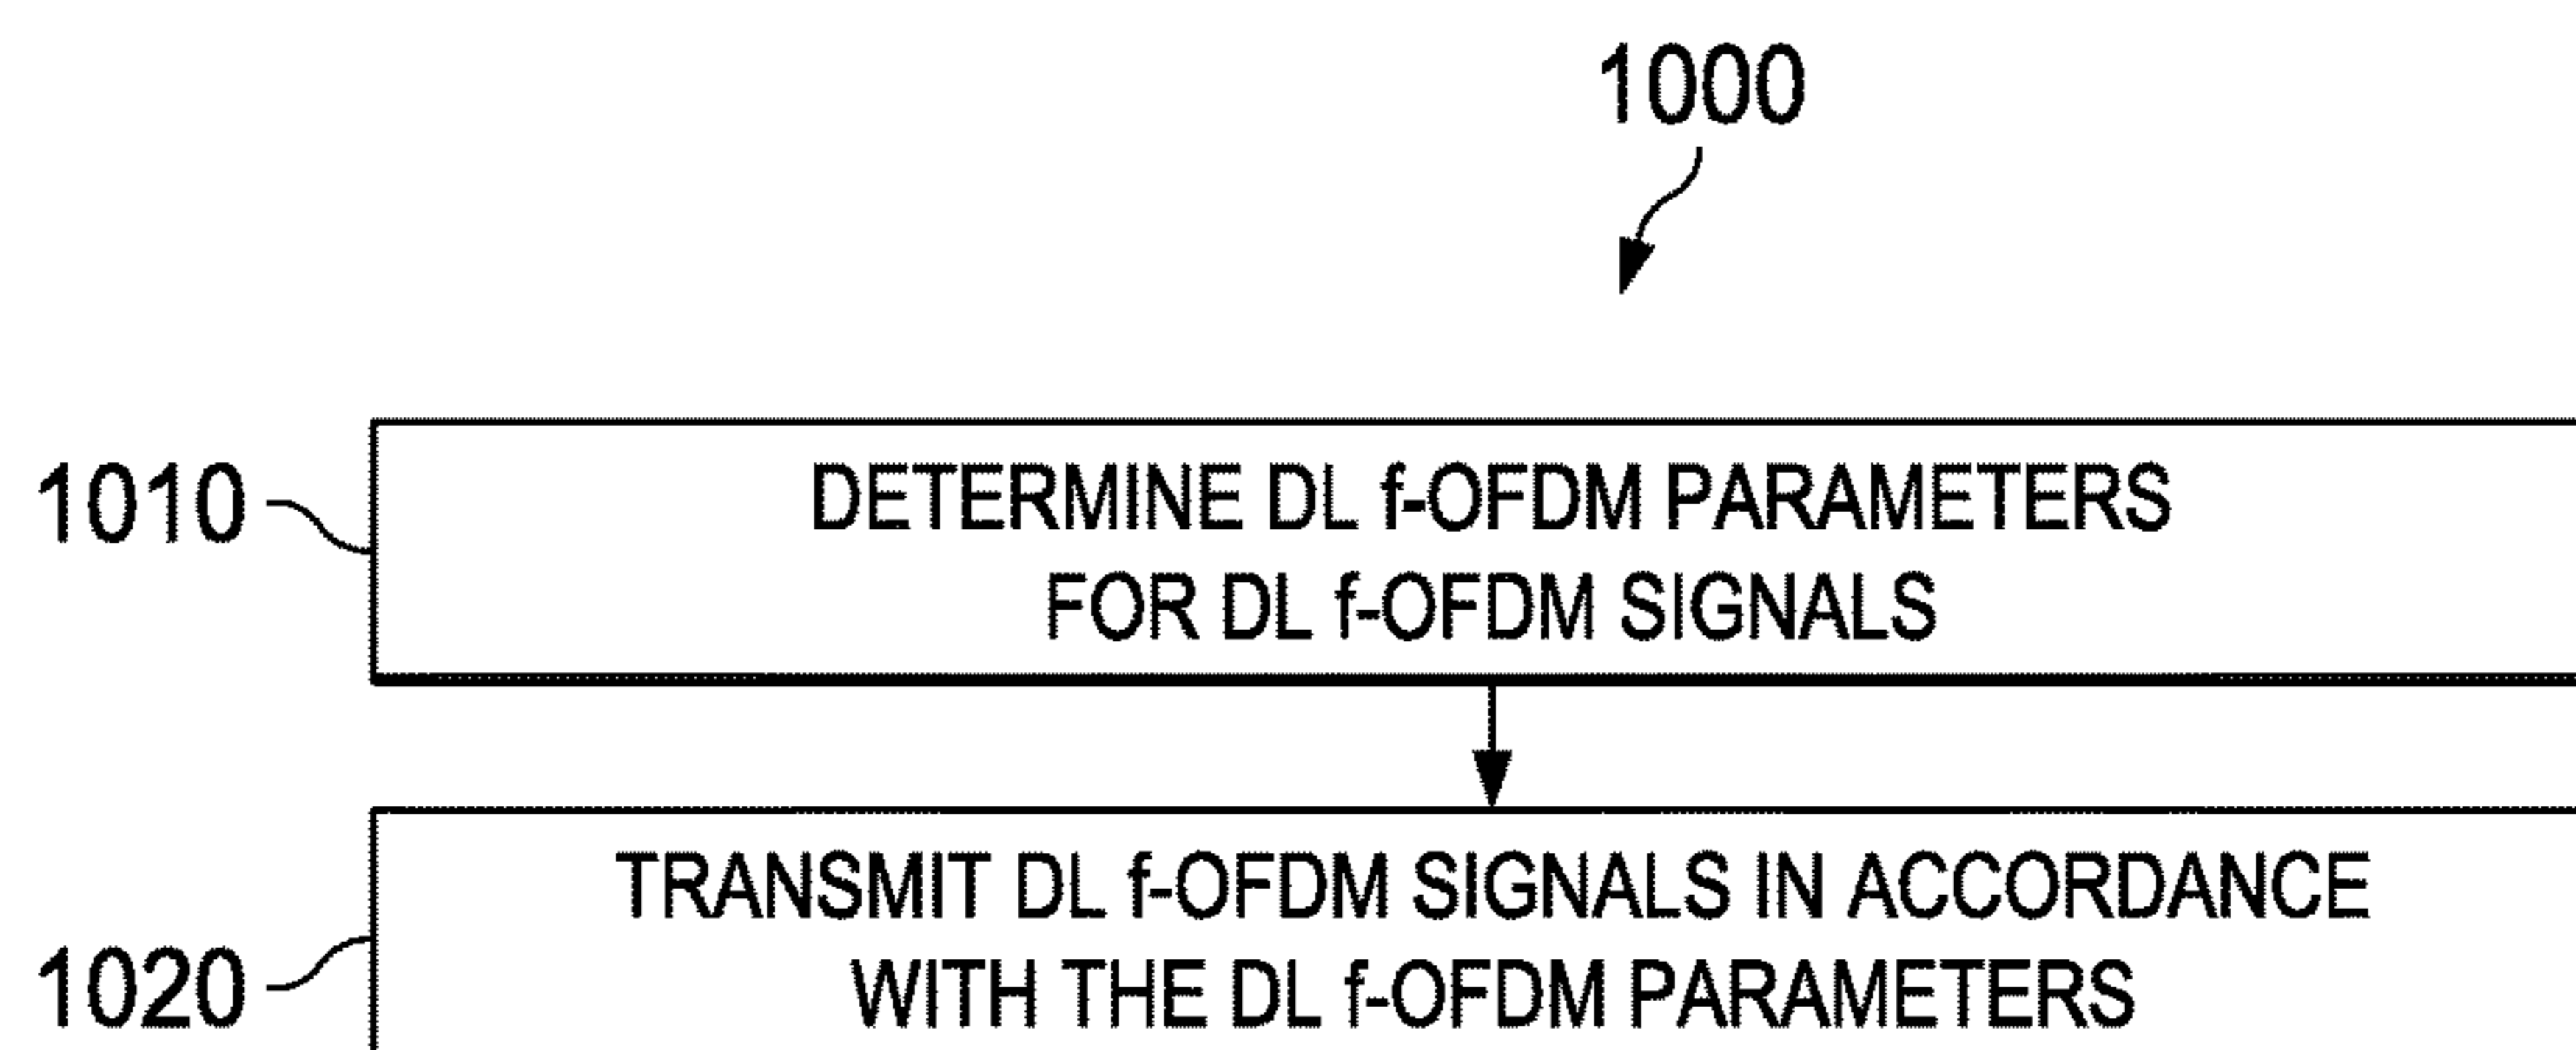 1000
1010
DETERMINE DL f-OFDM PARAMETERS
FOR DL f-OFDM SIGNALS
1020
TRANSMIT DL f-OFDM SIGNALS IN ACCORDANCE
WITH THE DL f-OFDM PARAMETERS